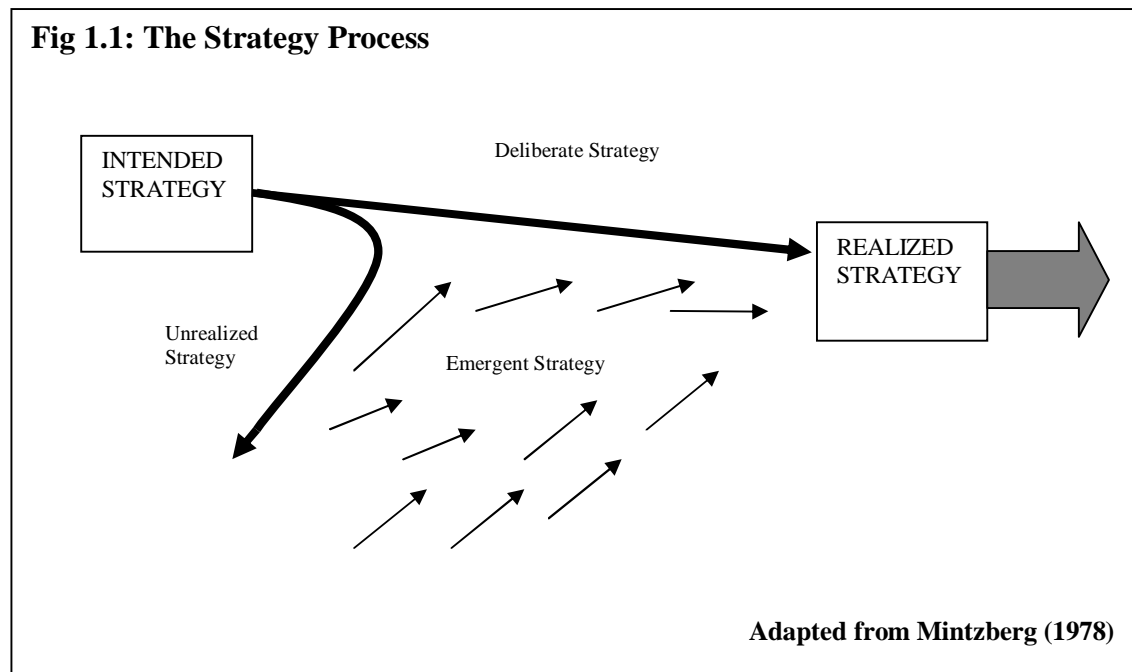 Fig 1.1: The Strategy Process
INTENDED
STRATEGY
Deliberate Strategy
REALIZED
STRATEGY
Unrealized
Strategy
Emergent Strategy
Adapted from Mintzberg (1978)